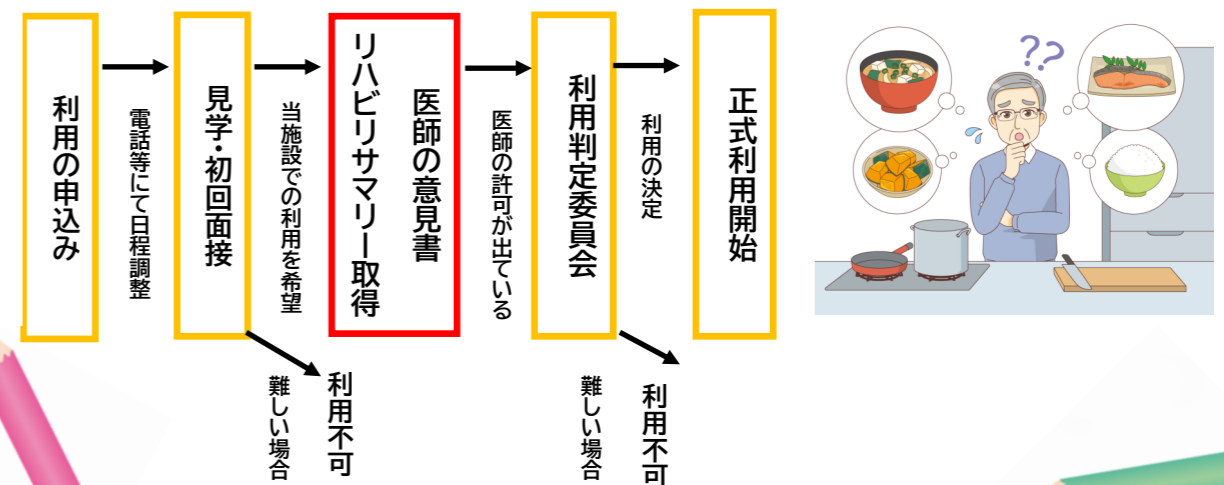 利用の申込み
電話等にて日程調整
見学・初回面接
当施設での利用を希望
医師の意見書
リハビリサマリー取得
医師の許可が出ている
利用判定委員会
利用の決定
正式利用開始
難しい場合
利用不可
難しい場合
利用不可
??